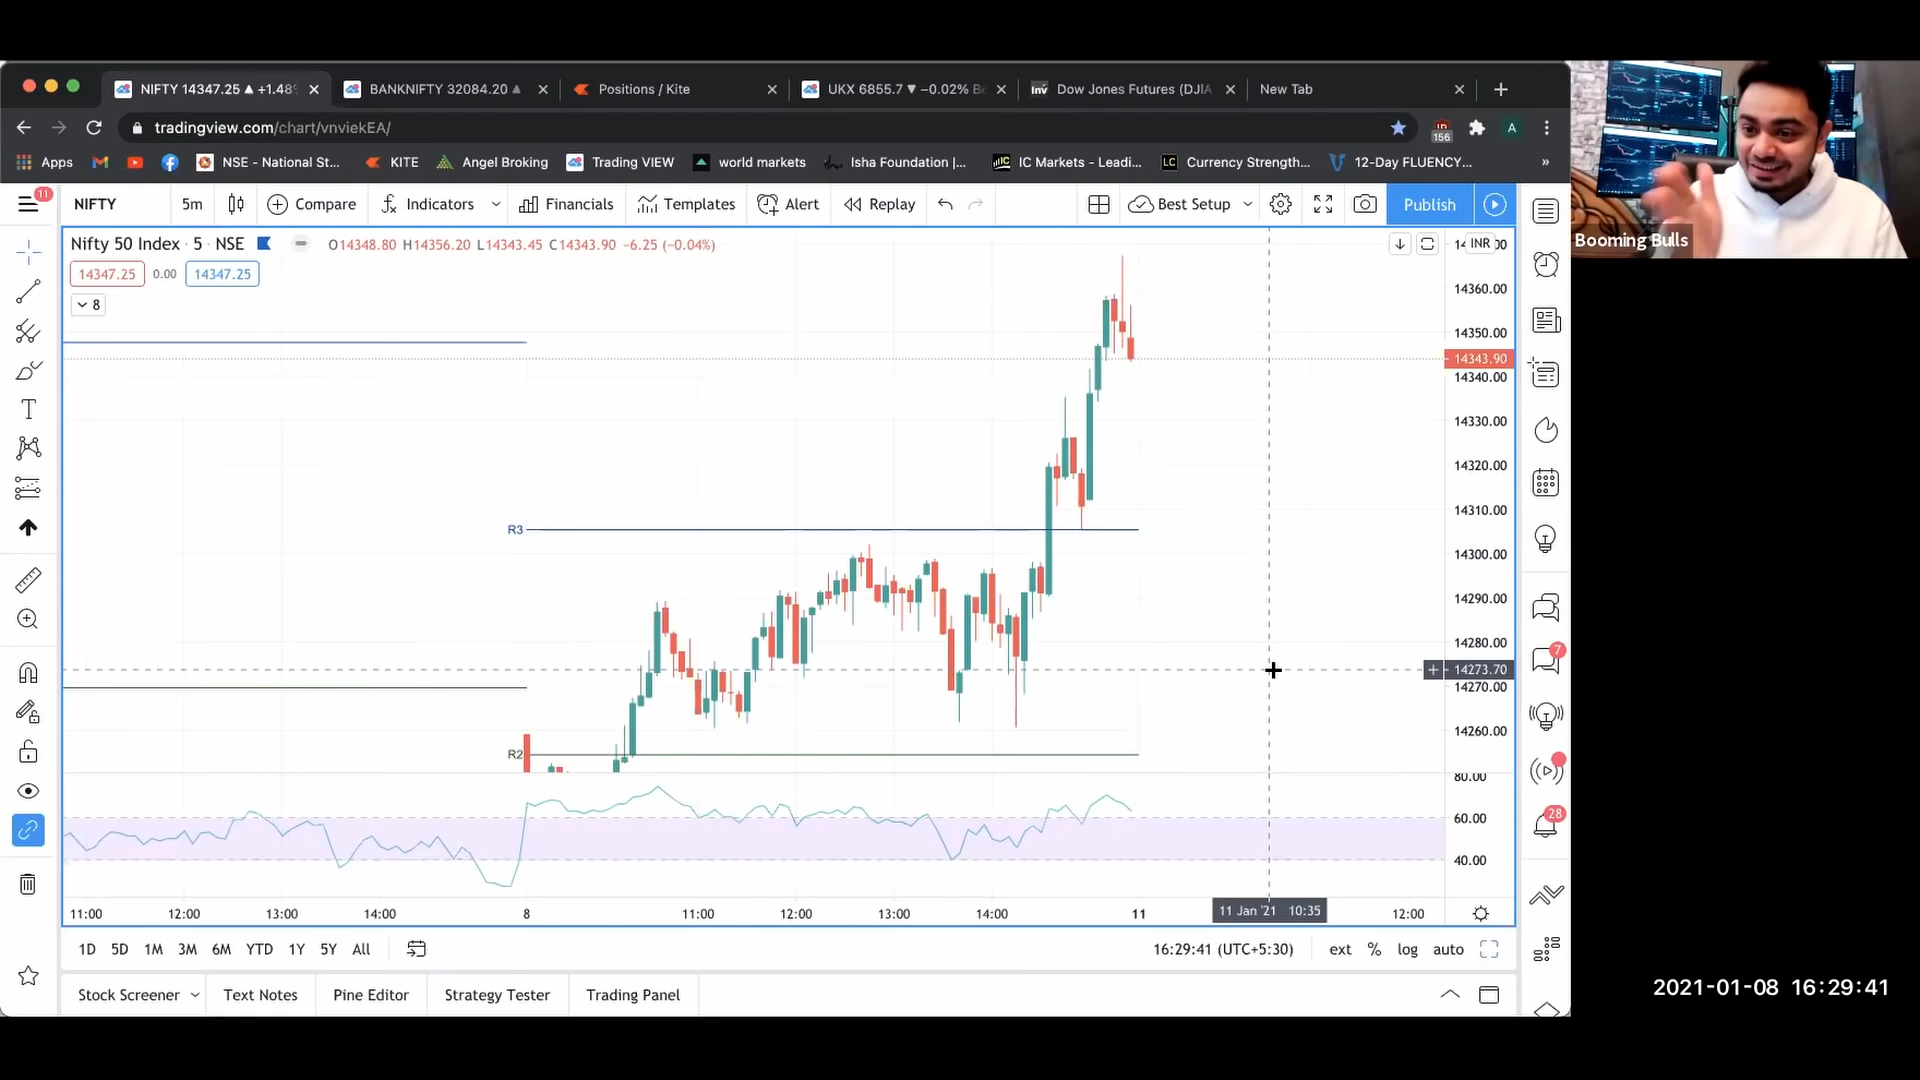 NIFTY 14347.25 ▲ +1.48%
BANKNIFTY 32084.20 ▲
Positions / Kite
UKX 6855.7 ▼ −0.02% B
Inv Dow Jones Futures (DJIA
New Tab
tradingview.com/chart/vnviekEA/
156
A
Apps
NSE - National St...
KITE
Angel Broking
Trading VIEW
world markets
Isha Foundation |...
IC Markets - Leadi...
LC Currency Strength...
12-Day FLUENCY...
»
11
NIFTY
5m
Compare
Indicators
Financials
Templates
Alert
Replay
Best Setup
Publish
Booming Bulls
Nifty 50 Index · 5 · NSE
O14348.80 H14356.20 L14343.45 C14343.90 −6.25 (−0.04%)
INR
14347.25 0.00 14347.25
8
14360.00
14350.00
14343.90
14340.00
14330.00
14320.00
14310.00
R3
14300.00
14290.00
14280.00
14273.70
14270.00
14260.00
R2
80.00
60.00
40.00
7
28
11:00 12:00 13:00 14:00 8 11:00 12:00 13:00 14:00 11 11 Jan '21 10:35 12:00
1D 5D 1M 3M 6M YTD 1Y 5Y All
16:29:41 (UTC+5:30)
ext % log auto
Stock Screener
Text Notes
Pine Editor
Strategy Tester
Trading Panel
2021-01-08 16:29:41